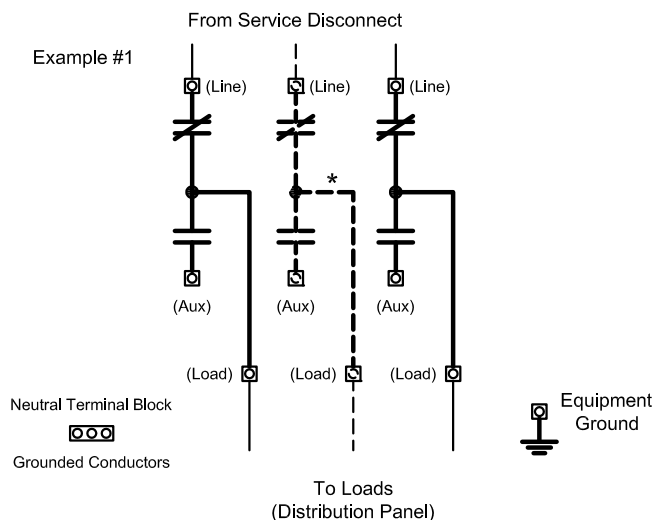 From Service Disconnect
Example #1
(Line) (Line) (Line)
*
(Aux) (Aux) (Aux)
(Load) (Load) (Load)
Neutral Terminal Block
Grounded Conductors
Equipment
Ground
To Loads
(Distribution Panel)